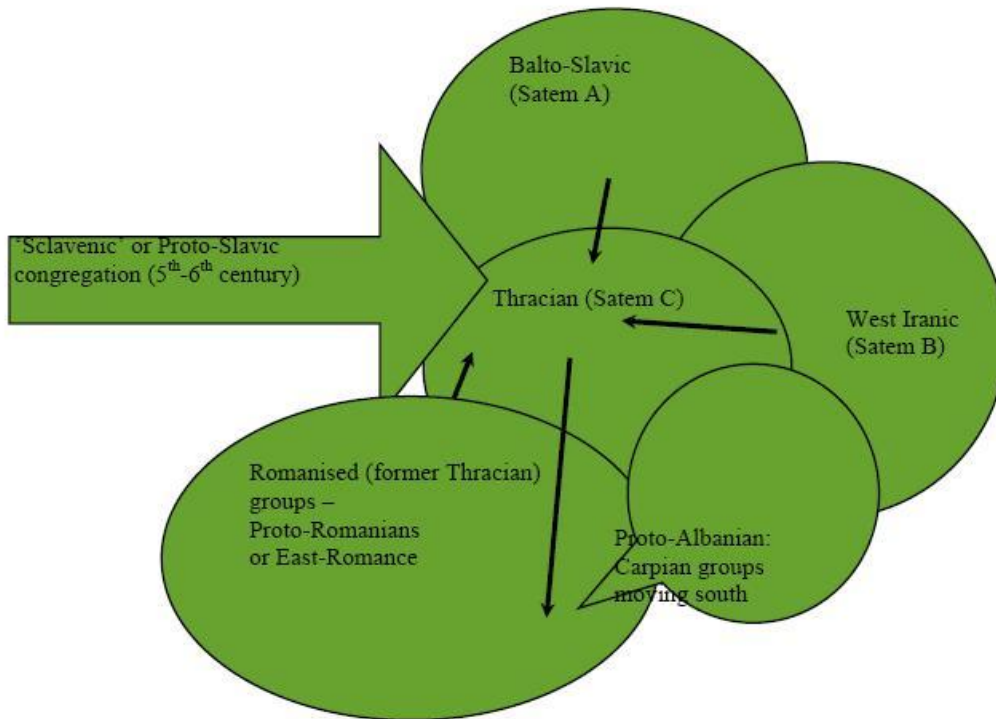 Balto-Slavic
(Satem A)
‘Sclavenic’ or Proto-Slavic
congregation (5th-6th century)
Thracian (Satem C)
West Iranic
(Satem B)
Romanised (former Thracian)
groups –
Proto-Romanians
or East-Romance
Proto-Albanian:
Carpian groups
moving south